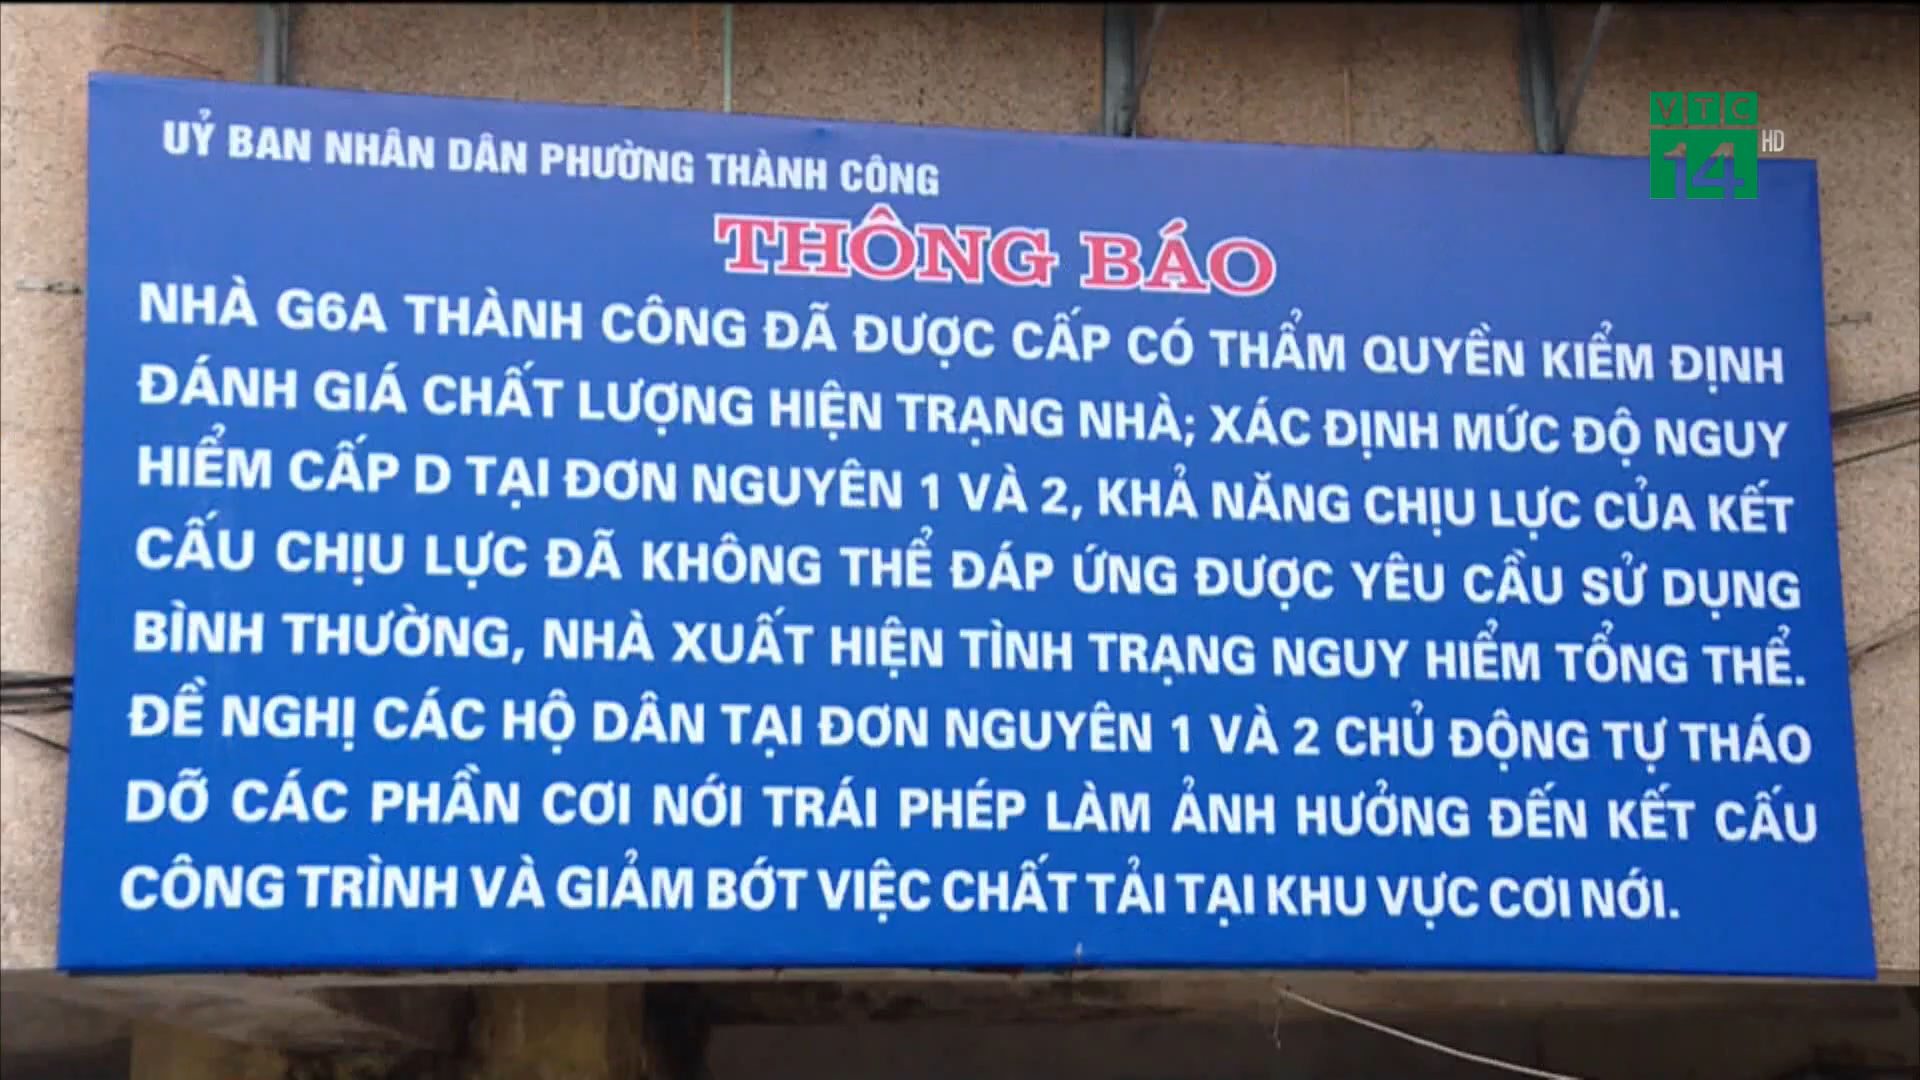 UỶ BAN NHÂN DÂN PHƯỜNG THÀNH CÔNG
THÔNG BÁO
NHÀ G6A THÀNH CÔNG ĐÃ ĐƯỢC CẤP CÓ THẨM QUYỀN KIỂM ĐỊNH
ĐÁNH GIÁ CHẤT LƯỢNG HIỆN TRẠNG NHÀ; XÁC ĐỊNH MỨC ĐỘ NGUY
HIỂM CẤP D TẠI ĐƠN NGUYÊN 1 VÀ 2, KHẢ NĂNG CHỊU LỰC CỦA KẾT
CẤU CHỊU LỰC ĐÃ KHÔNG THỂ ĐÁP ỨNG ĐƯỢC YÊU CẦU SỬ DỤNG
BÌNH THƯỜNG, NHÀ XUẤT HIỆN TÌNH TRẠNG NGUY HIỂM TỔNG THỂ.
ĐỀ NGHỊ CÁC HỘ DÂN TẠI ĐƠN NGUYÊN 1 VÀ 2 CHỦ ĐỘNG TỰ THÁO
DỠ CÁC PHẦN CƠI NỚI TRÁI PHÉP LÀM ẢNH HƯỞNG ĐẾN KẾT CẤU
CÔNG TRÌNH VÀ GIẢM BỚT VIỆC CHẤT TẢI TẠI KHU VỰC CƠI NỚI.
VTC
14 HD